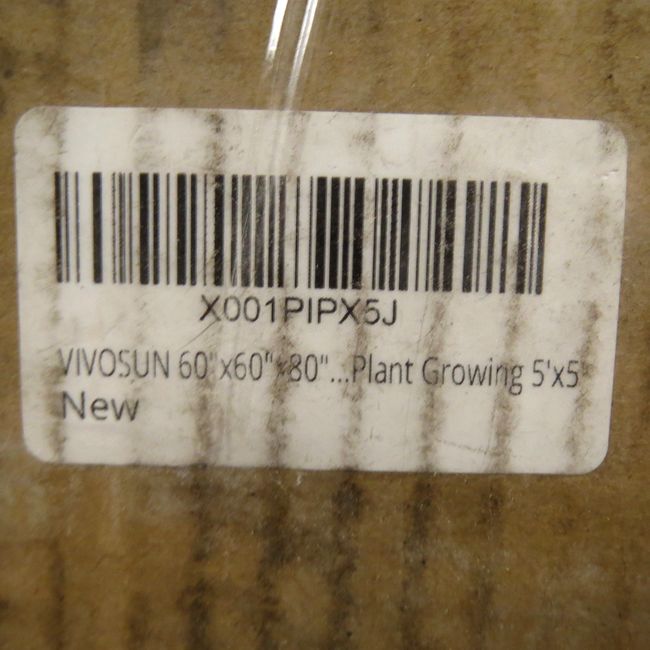 X001PIPX5J
VIVOSUN 60"x60"x80"...Plant Growing 5'x5
New